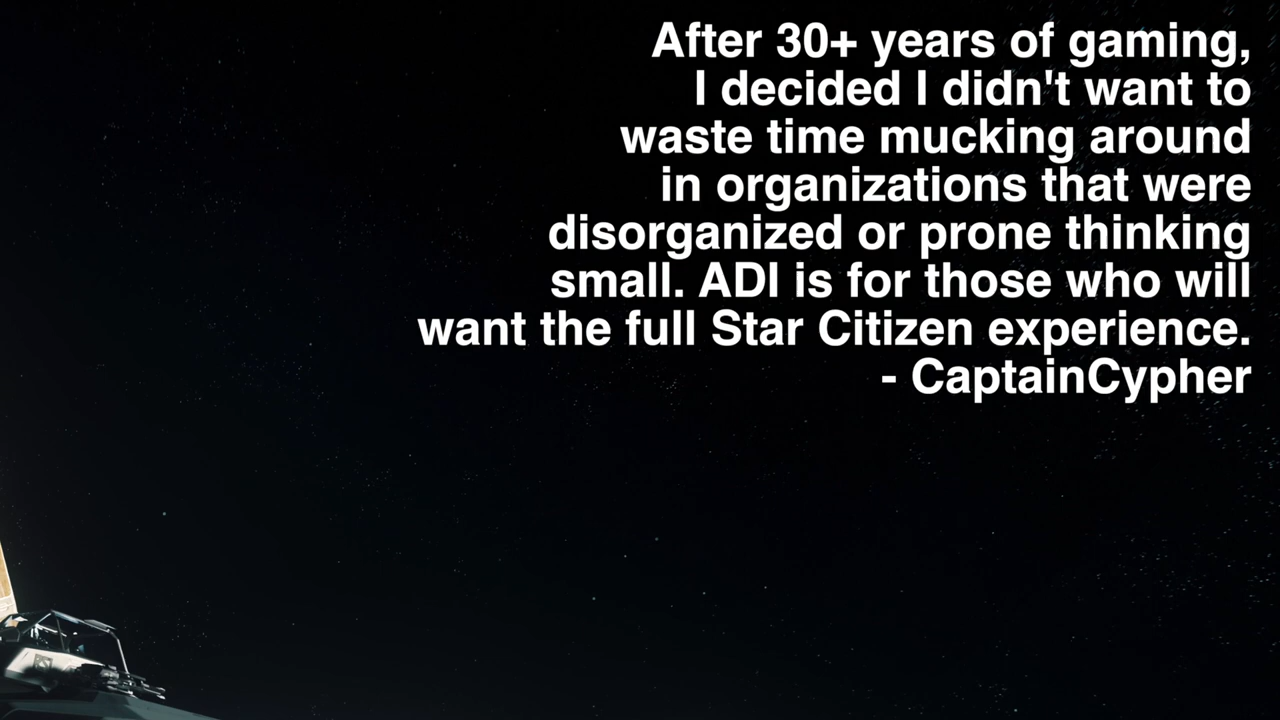 After 30+ years of gaming,
I decided I didn't want to
waste time mucking around
in organizations that were
disorganized or prone thinking
small. ADI is for those who will
want the full Star Citizen experience.
- CaptainCypher